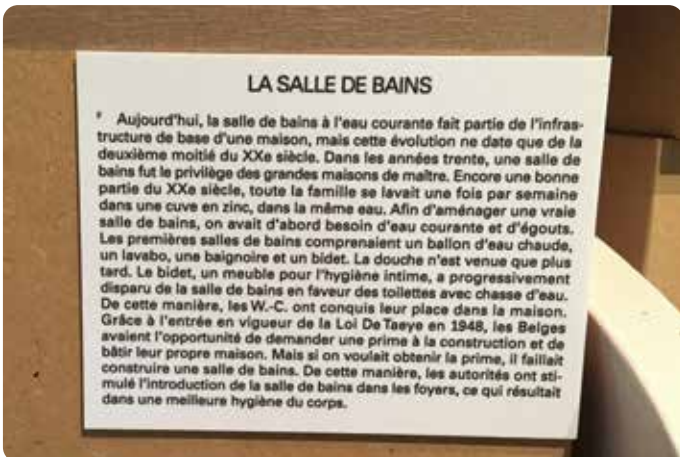 LA SALLE DE BAINS
* Aujourd'hui, la salle de bains à l'eau courante fait partie de l'infras-
tructure de base d'une maison, mais cette évolution ne date que de la
deuxième moitié du XXe siècle. Dans les années trente, une salle de
bains fut le privilège des grandes maisons de maître. Encore une bonne
partie du XXe siècle, toute la famille se lavait une fois par semaine
dans une cuve en zinc, dans la même eau. Afin d'aménager une vraie
salle de bains, on avait d'abord besoin d'eau courante et d'égouts.
Les premières salles de bains comprenaient un ballon d'eau chaude,
un lavabo, une baignoire et un bidet. La douche n'est venue que plus
tard. Le bidet, un meuble pour l'hygiène intime, a progressivement
disparu de la salle de bains en faveur des toilettes avec chasse d'eau.
De cette manière, les W.-C. ont conquis leur place dans la maison.
Grâce à l'entrée en vigueur de la Loi De Taeye en 1948, les Belges
avaient l'opportunité de demander une prime à la construction et de
bâtir leur propre maison. Mais si on voulait obtenir la prime, il fallait
construire une salle de bains. De cette manière, les autorités ont sti-
mulé l'introduction de la salle de bains dans les foyers, ce qui résultait
dans une meilleure hygiène du corps.